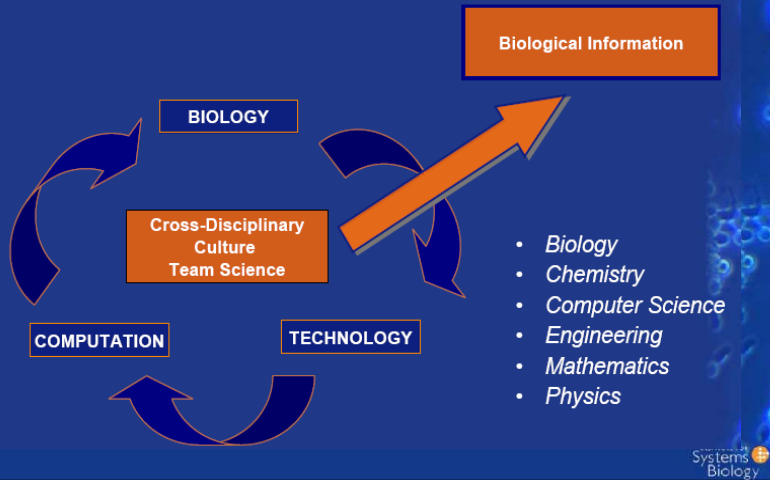 Biological Information
BIOLOGY
Cross-Disciplinary
Culture
Team Science
COMPUTATION
TECHNOLOGY
• Biology
• Chemistry
• Computer Science
• Engineering
• Mathematics
• Physics
Systems
Biology